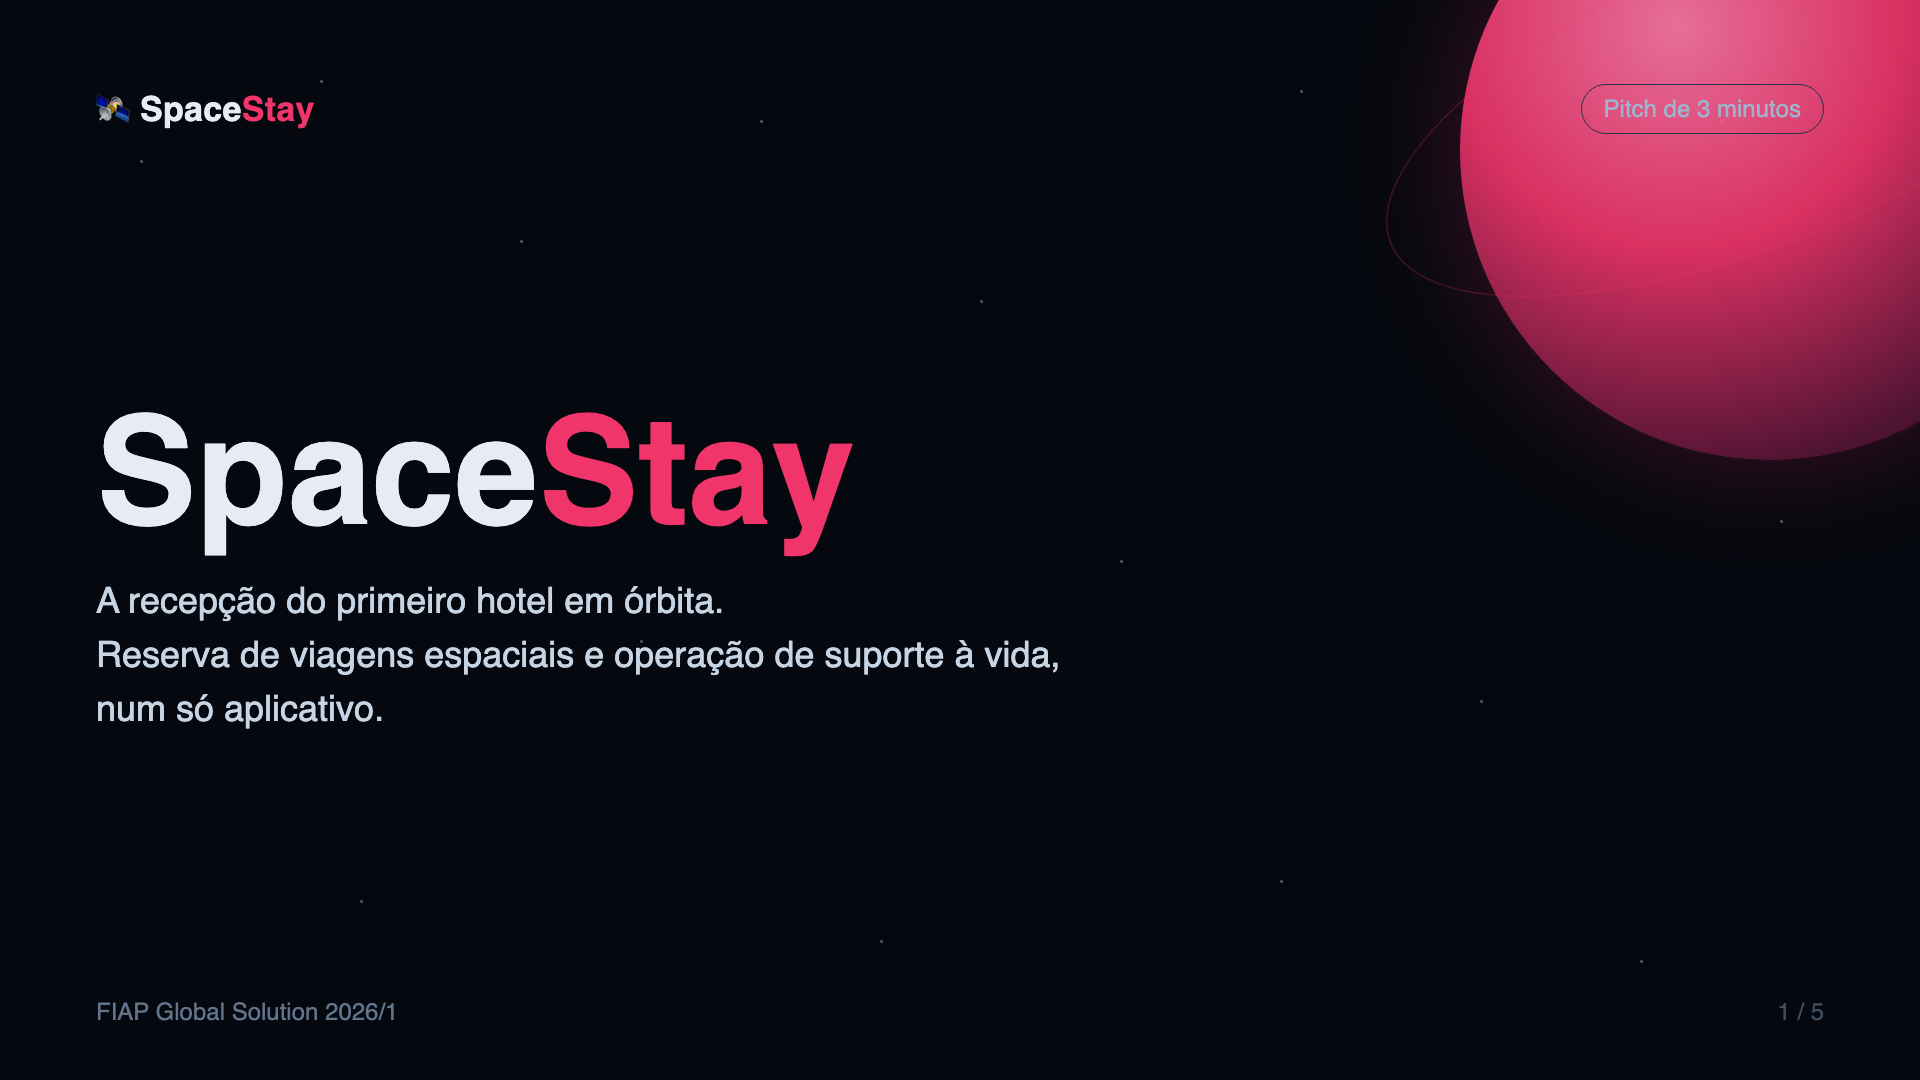 SpaceStay
Pitch de 3 minutos
SpaceStay
A recepção do primeiro hotel em órbita.
Reserva de viagens espaciais e operação de suporte à vida,
num só aplicativo.
FIAP Global Solution 2026/1
1 / 5